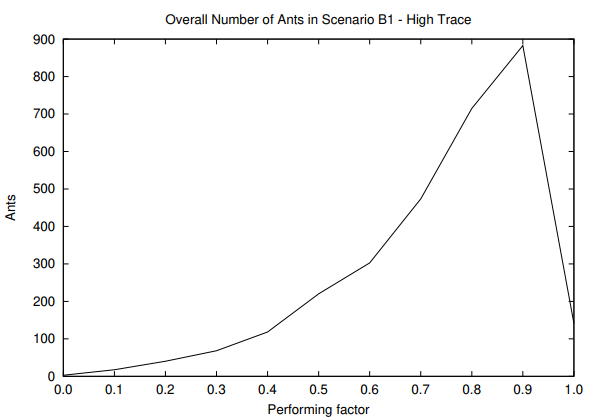 Overall Number of Ants in Scenario B1 - High Trace
900
800
700
600
500
400
300
200
100
0
Ants
0.0 0.1 0.2 0.3 0.4 0.5 0.6 0.7 0.8 0.9 1.0
Performing factor